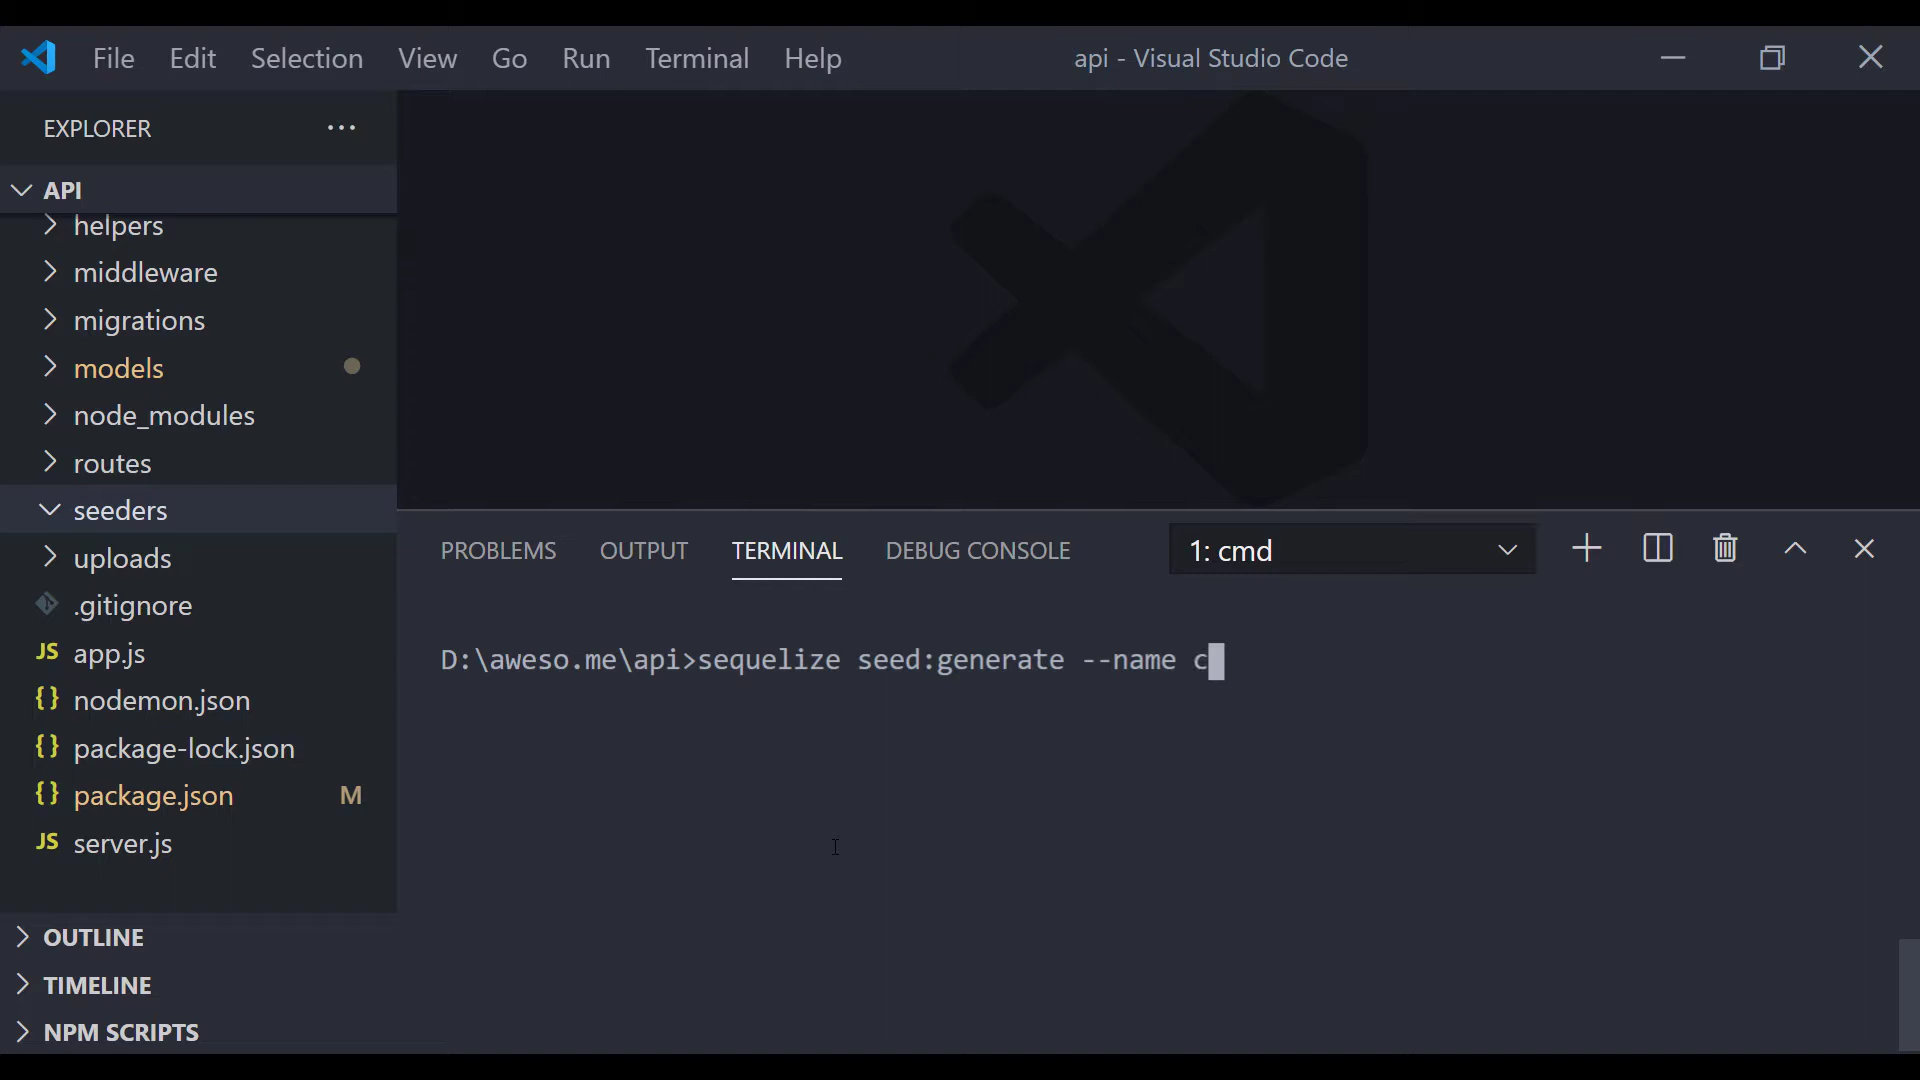 File Edit Selection View Go Run Terminal Help api - Visual Studio Code
EXPLORER ...
API
helpers
middleware
migrations
models
node_modules
routes
seeders
uploads
.gitignore
JS app.js
{} nodemon.json
{} package-lock.json
{} package.json M
JS server.js
OUTLINE
TIMELINE
NPM SCRIPTS
PROBLEMS OUTPUT TERMINAL DEBUG CONSOLE 1: cmd
D:\aweso.me\api>sequelize seed:generate --name c